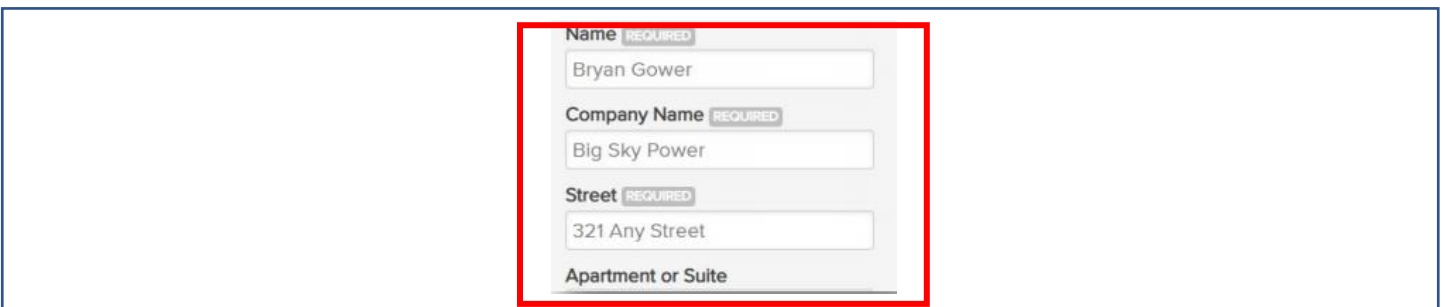 Name REQUIRED
Bryan Gower
Company Name REQUIRED
Big Sky Power
Street REQUIRED
321 Any Street
Apartment or Suite